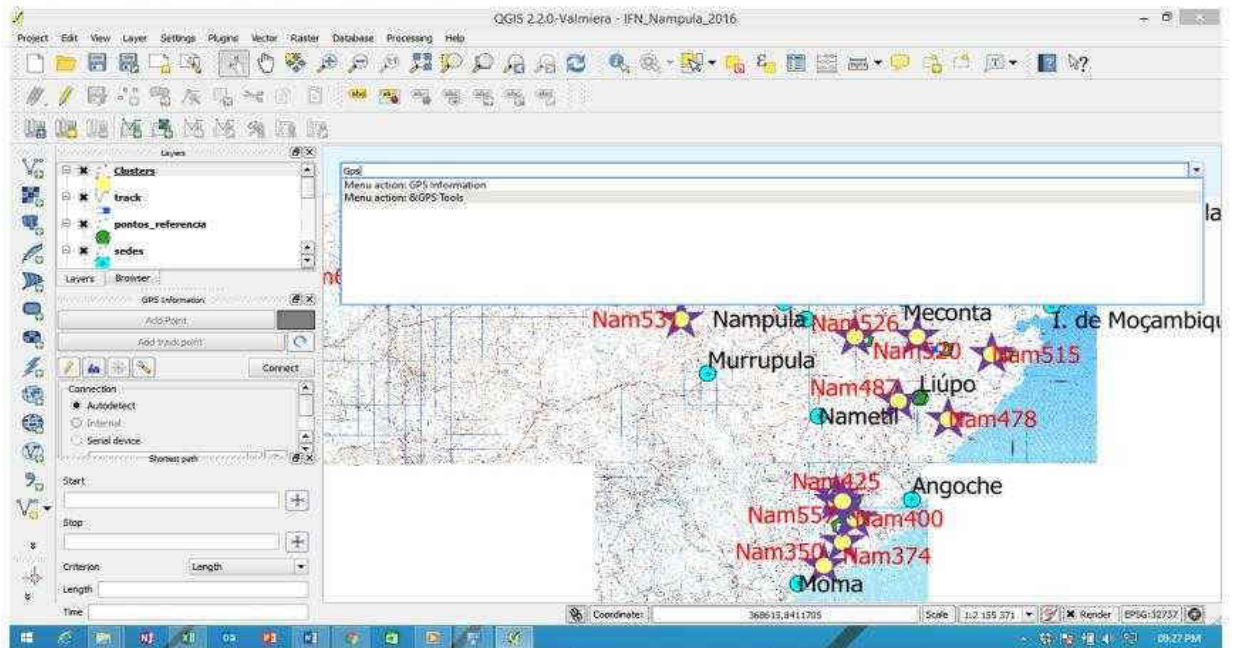 QGIS 2.2.0-Valmiera - IFN_Nampula_2016
Project Edit View Layer Settings Plugins Vector Raster Database Processing Help
Layers
Clusters
track
pontos_referencia
sedes
Layers Browser
GPS Information
Add Point
Add track point
Connect
Connection
Autodetect
Internal
Serial device
Shortest path
Start
Stop
Criterion Length
Length
Time
Gps
Menu action: GPS Information
Menu action: &GPS Tools
la
Nam53
Nampula
Nam526
Meconta
I. de Moçambiqu
Nam520
Nam515
Murrupula
Nam487
Liúpo
Nametil
Nam478
Nam425
Angoche
Nam557
Nam400
Nam350
Nam374
Moma
Coordinate: 368615,8411705 Scale 1:2 155 371 Render EPSG:32737
09:27 PM